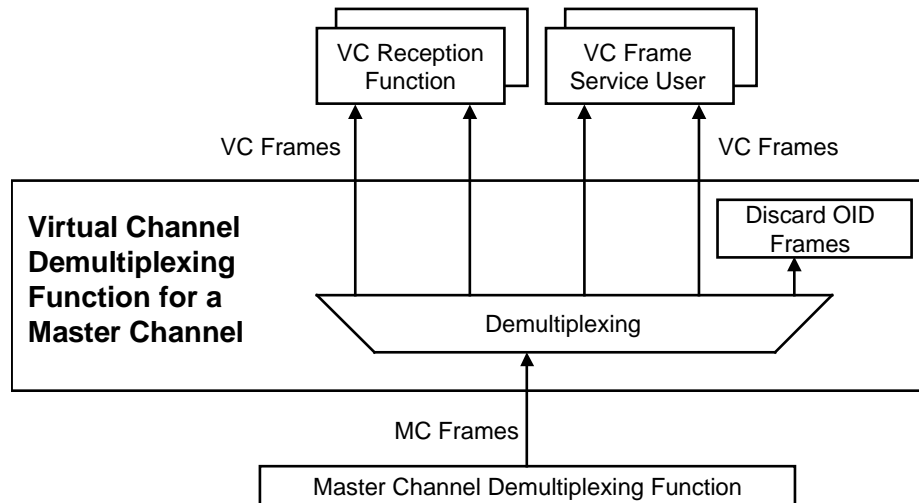 VC Reception
Function
VC Frame
Service User
VC Frames
VC Frames
Virtual Channel
Demultiplexing
Function for a
Master Channel
Discard OID
Frames
Demultiplexing
MC Frames
Master Channel Demultiplexing Function